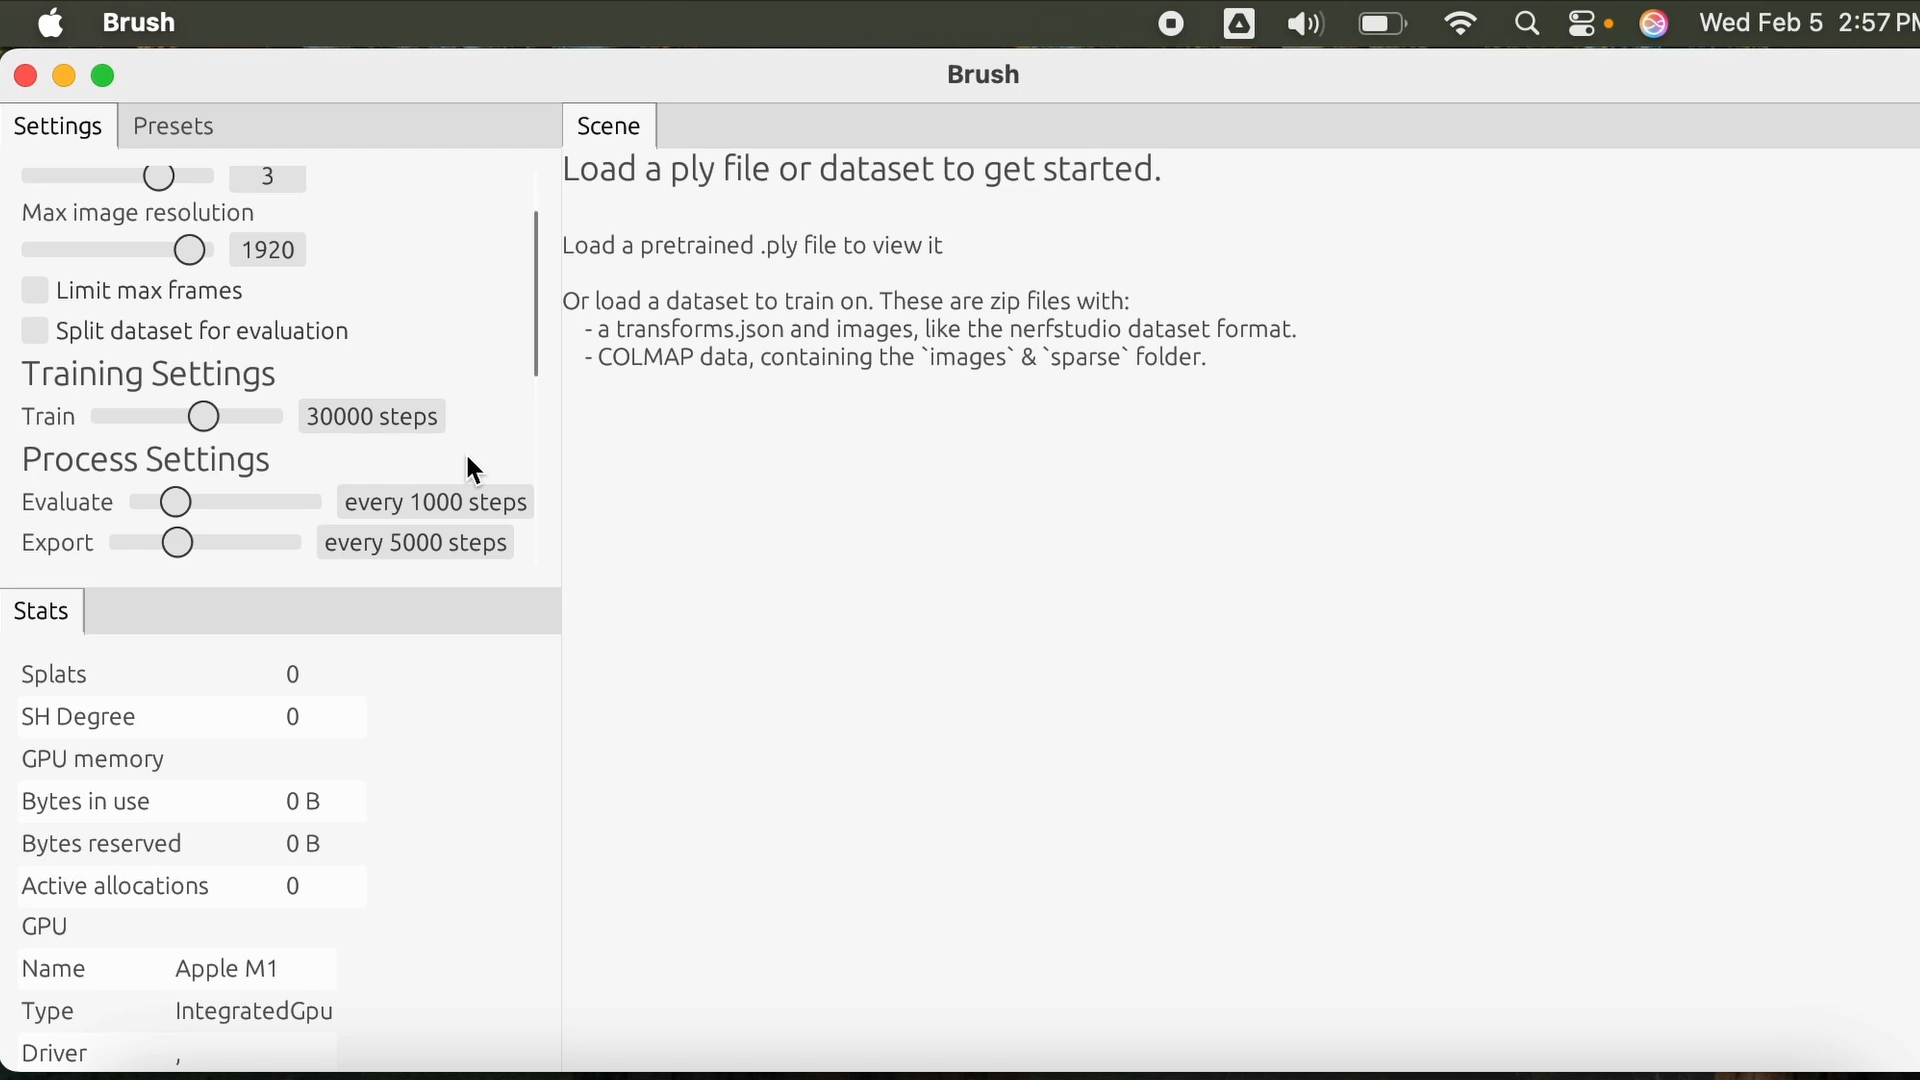 Brush
Wed Feb 5 2:57 PM
Brush
Settings
Presets
3
Max image resolution
1920
Limit max frames
Split dataset for evaluation
Training Settings
Train 30000 steps
Process Settings
Evaluate every 1000 steps
Export every 5000 steps
Stats
Splats 0
SH Degree 0
GPU memory
Bytes in use 0 B
Bytes reserved 0 B
Active allocations 0
GPU
Name Apple M1
Type IntegratedGpu
Driver ,
Scene
Load a ply file or dataset to get started.
Load a pretrained .ply file to view it
Or load a dataset to train on. These are zip files with:
- a transforms.json and images, like the nerfstudio dataset format.
- COLMAP data, containing the `images` & `sparse` folder.